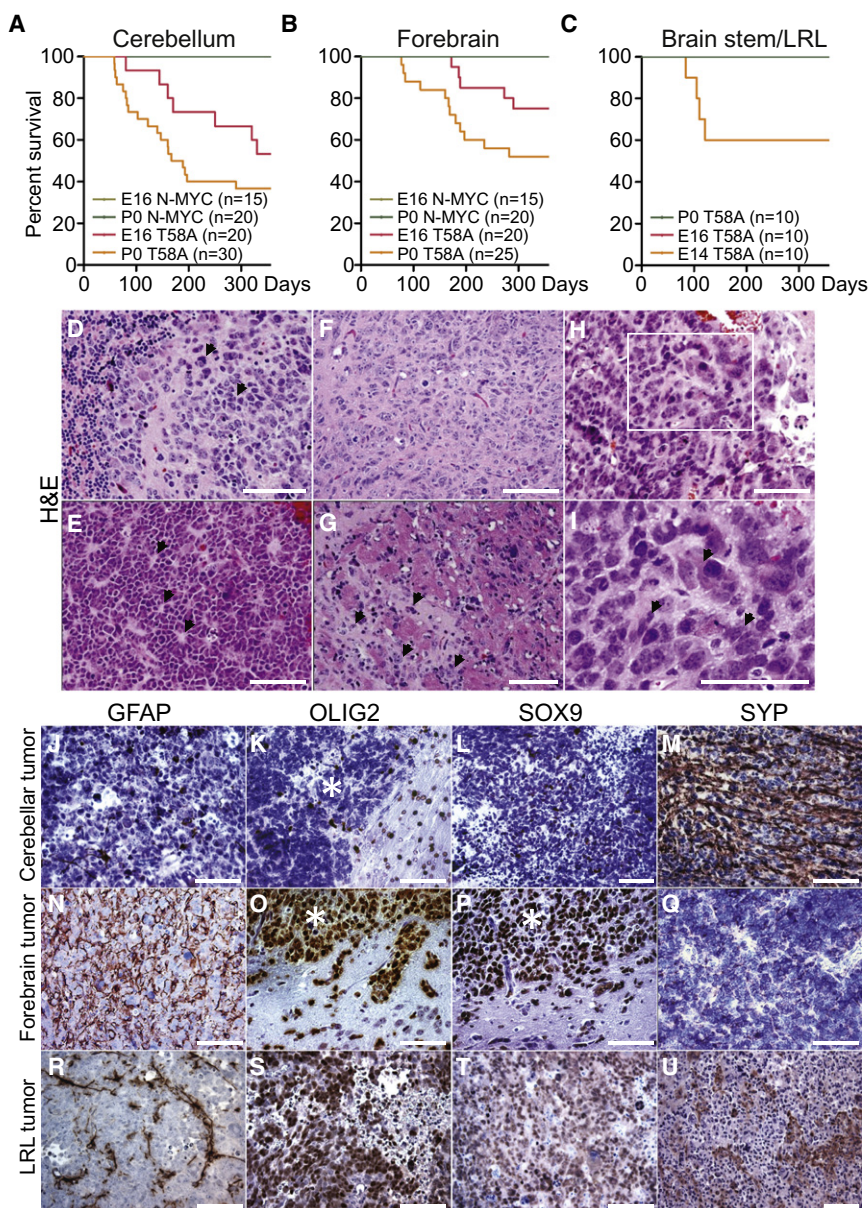 A Cerebellum
B Forebrain
C Brain stem/LRL
Percent survival
100
80
60
40
20
0
E16 N-MYC (n=15)
P0 N-MYC (n=20)
E16 T58A (n=20)
P0 T58A (n=30)
0 100 200 300 Days
100
80
60
40
20
0
E16 N-MYC (n=15)
P0 N-MYC (n=20)
E16 T58A (n=20)
P0 T58A (n=25)
0 100 200 300 Days
100
80
60
40
20
0
P0 T58A (n=10)
E16 T58A (n=10)
E14 T58A (n=10)
0 100 200 300 Days
H&E
D
F
H
E
G
I
GFAP
OLIG2
SOX9
SYP
Cerebellar tumor
J
K
*
L
M
Forebrain tumor
N
O
*
P
*
Q
LRL tumor
R
S
T
U